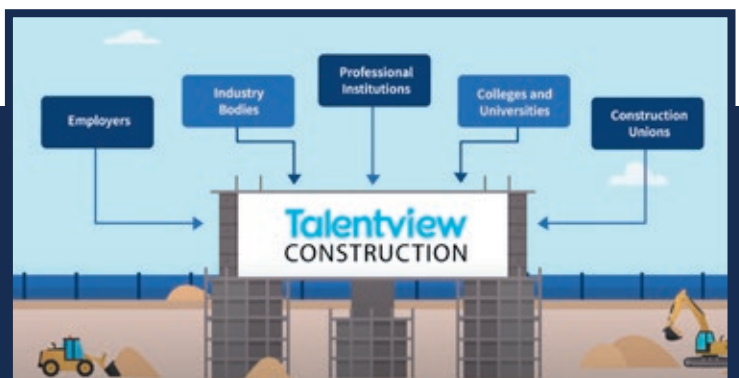 Professional
Institutions
Industry
Bodies
Colleges and
Universities
Employers
Construction
Unions
Talentview
CONSTRUCTION